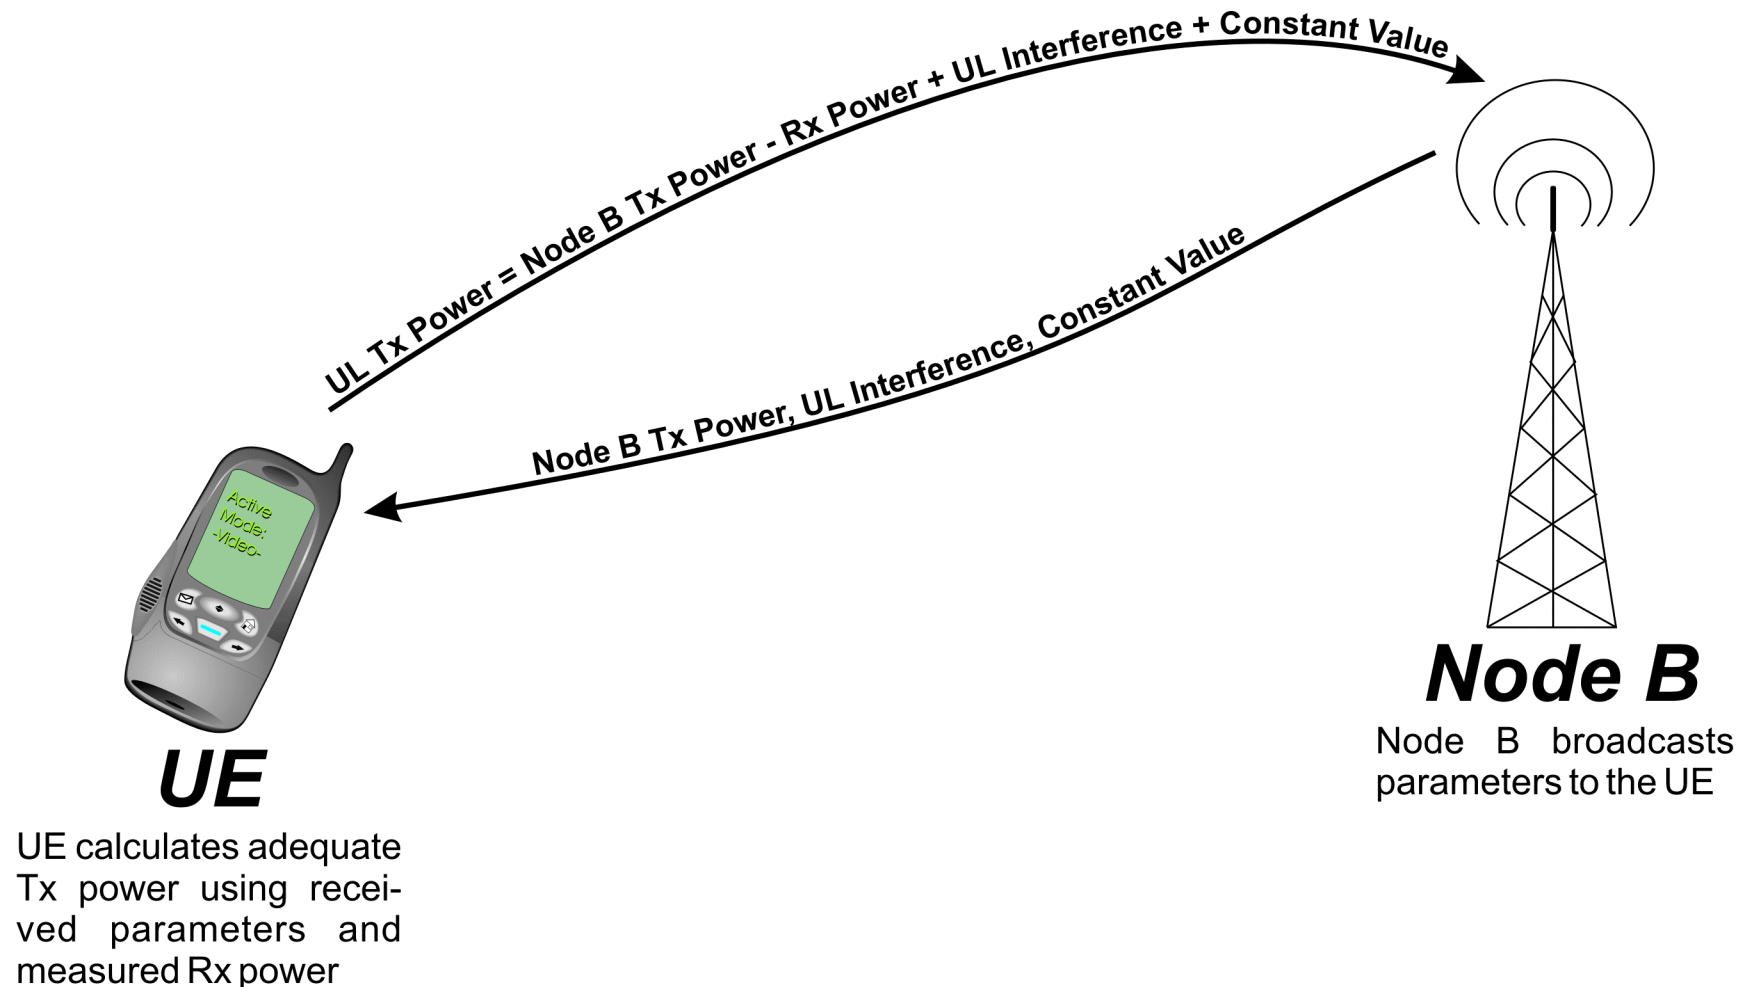 UL Tx Power = Node B Tx Power - Rx Power + UL Interference + Constant Value
Node B Tx Power, UL Interference, Constant Value
Active
Mode:
-Video-
UE
UE calculates adequate
Tx power using recei-
ved parameters and
measured Rx power
Node B
Node B broadcasts
parameters to the UE